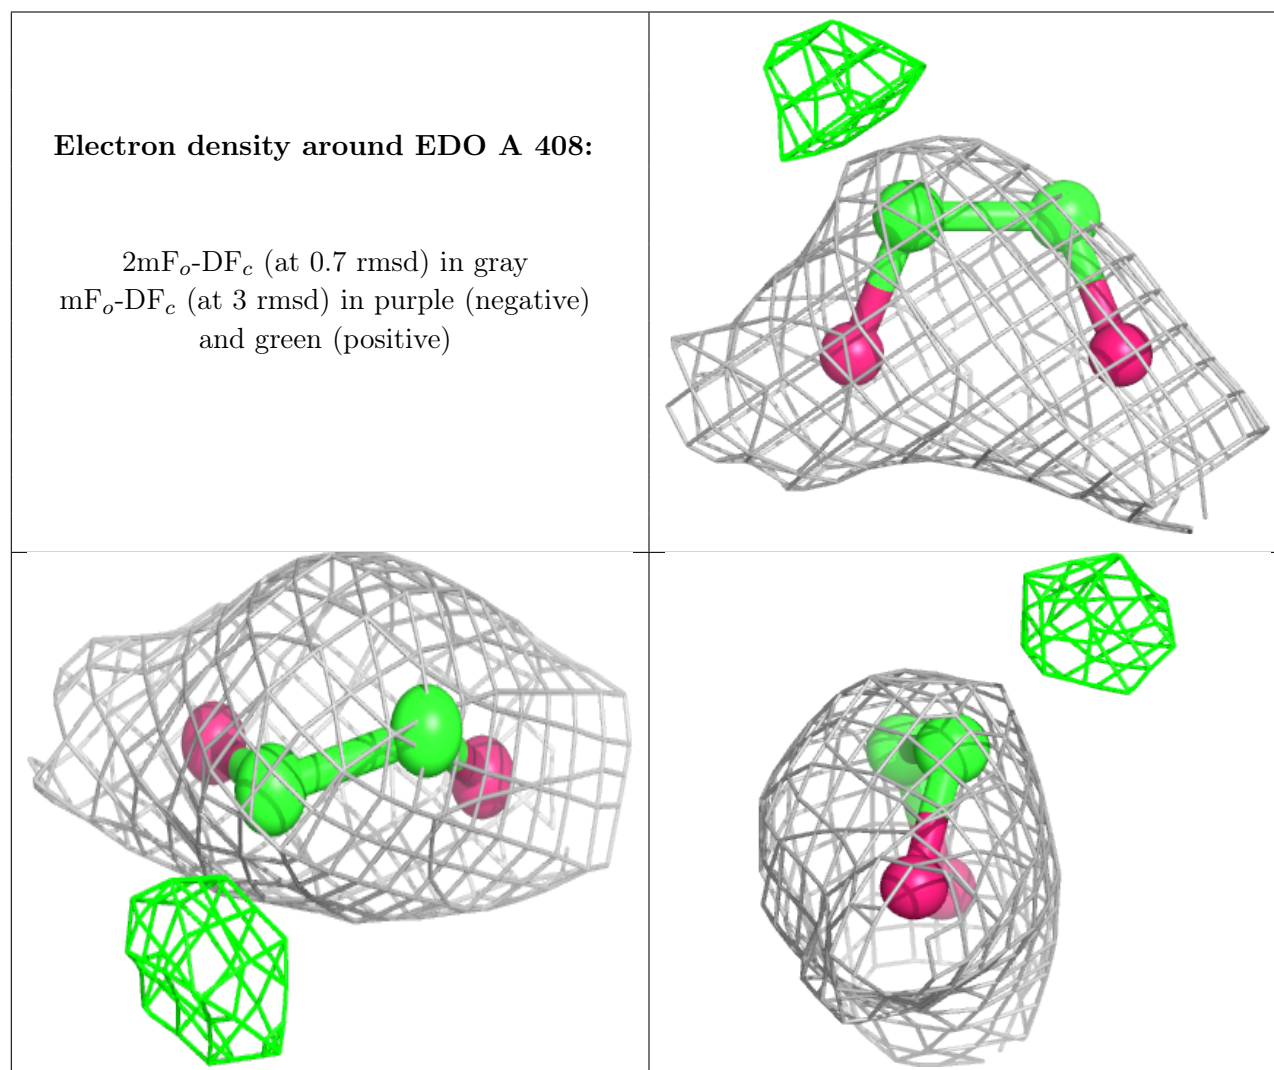 Electron density around EDO A 408:
2mFo-DFc (at 0.7 rmsd) in gray
mFo-DFc (at 3 rmsd) in purple (negative)
and green (positive)